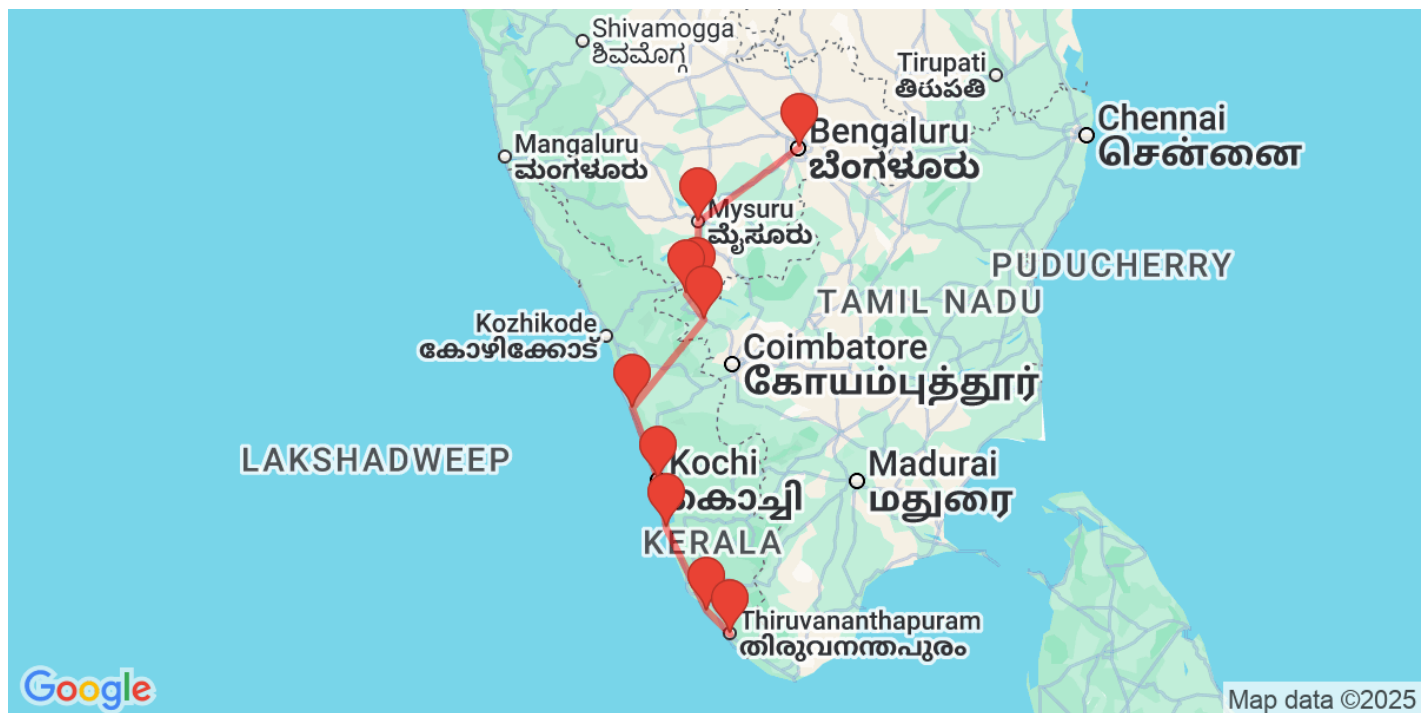 Shivamogga
ಶಿವಮೊಗ್ಗ
Tirupati
తిరుపతి
Chennai
சென்னை
Bengaluru
ಬೆಂಗಳೂರು
Mangaluru
ಮಂಗಳೂರು
Mysuru
ಮೈಸೂರು
PUDUCHERRY
TAMIL NADU
Kozhikode
കോഴിക്കോട്
Coimbatore
கோயம்புத்தூர்
LAKSHADWEEP
Kochi
കൊച്ചി
Madurai
மதுரை
KERALA
Thiruvananthapuram
തിരുവനന്തപുരം
Google
Map data ©2025